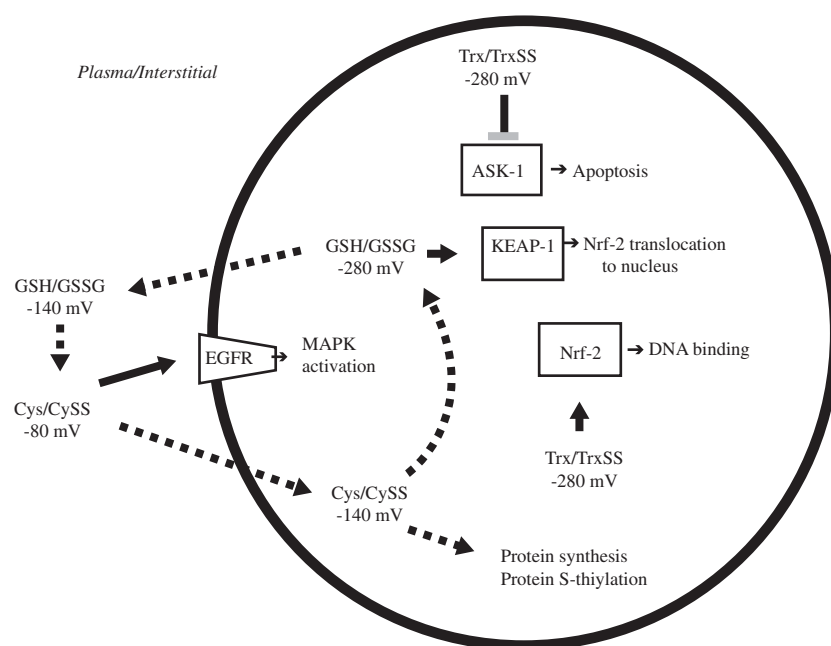 Plasma/Interstitial
Trx/TrxSS
-280 mV
ASK-1
Apoptosis
GSH/GSSG
-280 mV
KEAP-1
Nrf-2 translocation
to nucleus
GSH/GSSG
-140 mV
EGFR
MAPK
activation
Nrf-2
DNA binding
Cys/CySS
-80 mV
Trx/TrxSS
-280 mV
Cys/CySS
-140 mV
Protein synthesis
Protein S-thiylation